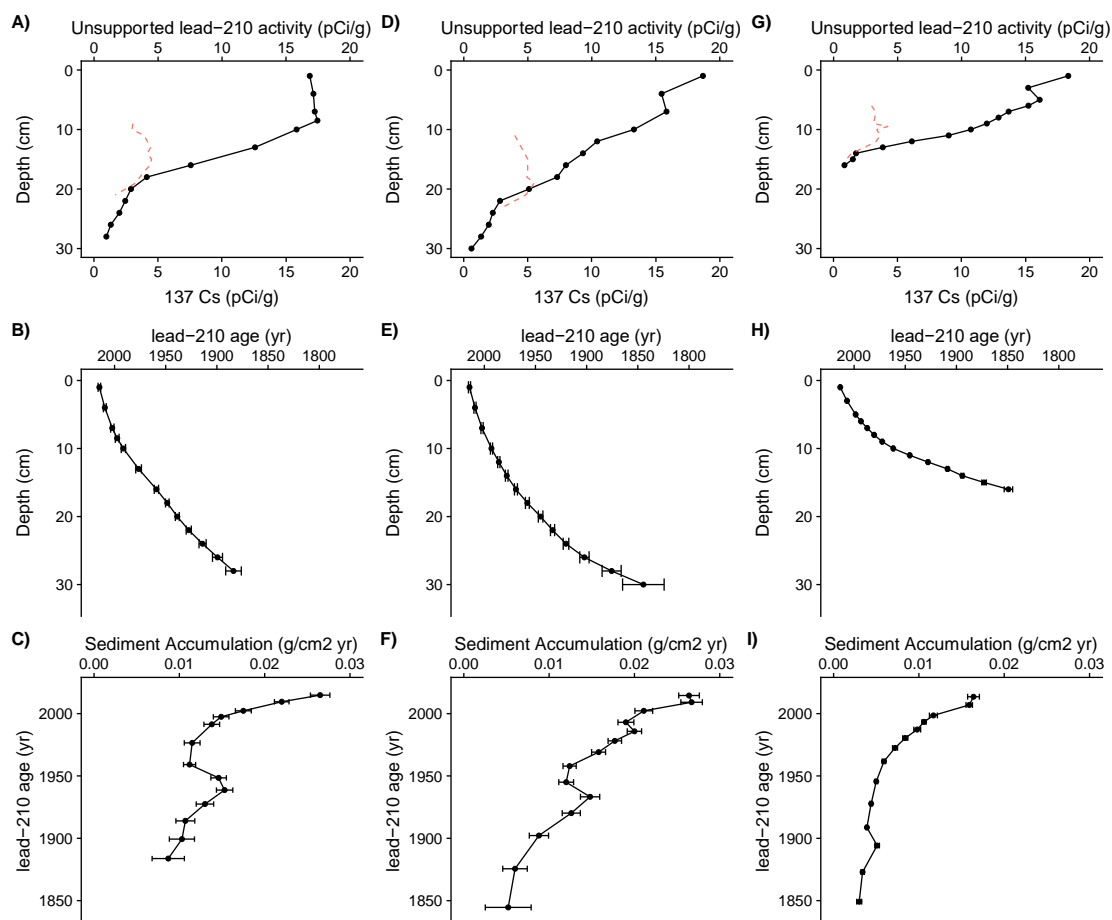 A) Unsupported lead−210 activity (pCi/g) D) Unsupported lead−210 activity (pCi/g) G) Unsupported lead−210 activity (pCi/g)
0 5 10 15 20 0 5 10 15 20 0 5 10 15 20
0 0 0
10 10 10
20 20 20
30 30 30
Depth (cm) Depth (cm) Depth (cm)
0 5 10 15 20 0 5 10 15 20 0 5 10 15 20
137 Cs (pCi/g) 137 Cs (pCi/g) 137 Cs (pCi/g)
B) lead−210 age (yr) E) lead−210 age (yr) H) lead−210 age (yr)
2000 1950 1900 1850 1800 2000 1950 1900 1850 1800 2000 1950 1900 1850 1800
0 0 0
10 10 10
20 20 20
30 30 30
Depth (cm) Depth (cm) Depth (cm)
C) Sediment Accumulation (g/cm2 yr) F) Sediment Accumulation (g/cm2 yr) I) Sediment Accumulation (g/cm2 yr)
0.00 0.01 0.02 0.03 0.00 0.01 0.02 0.03 0.00 0.01 0.02 0.03
2000 2000 2000
1950 1950 1950
1900 1900 1900
1850 1850 1850
lead−210 age (yr) lead−210 age (yr) lead−210 age (yr)